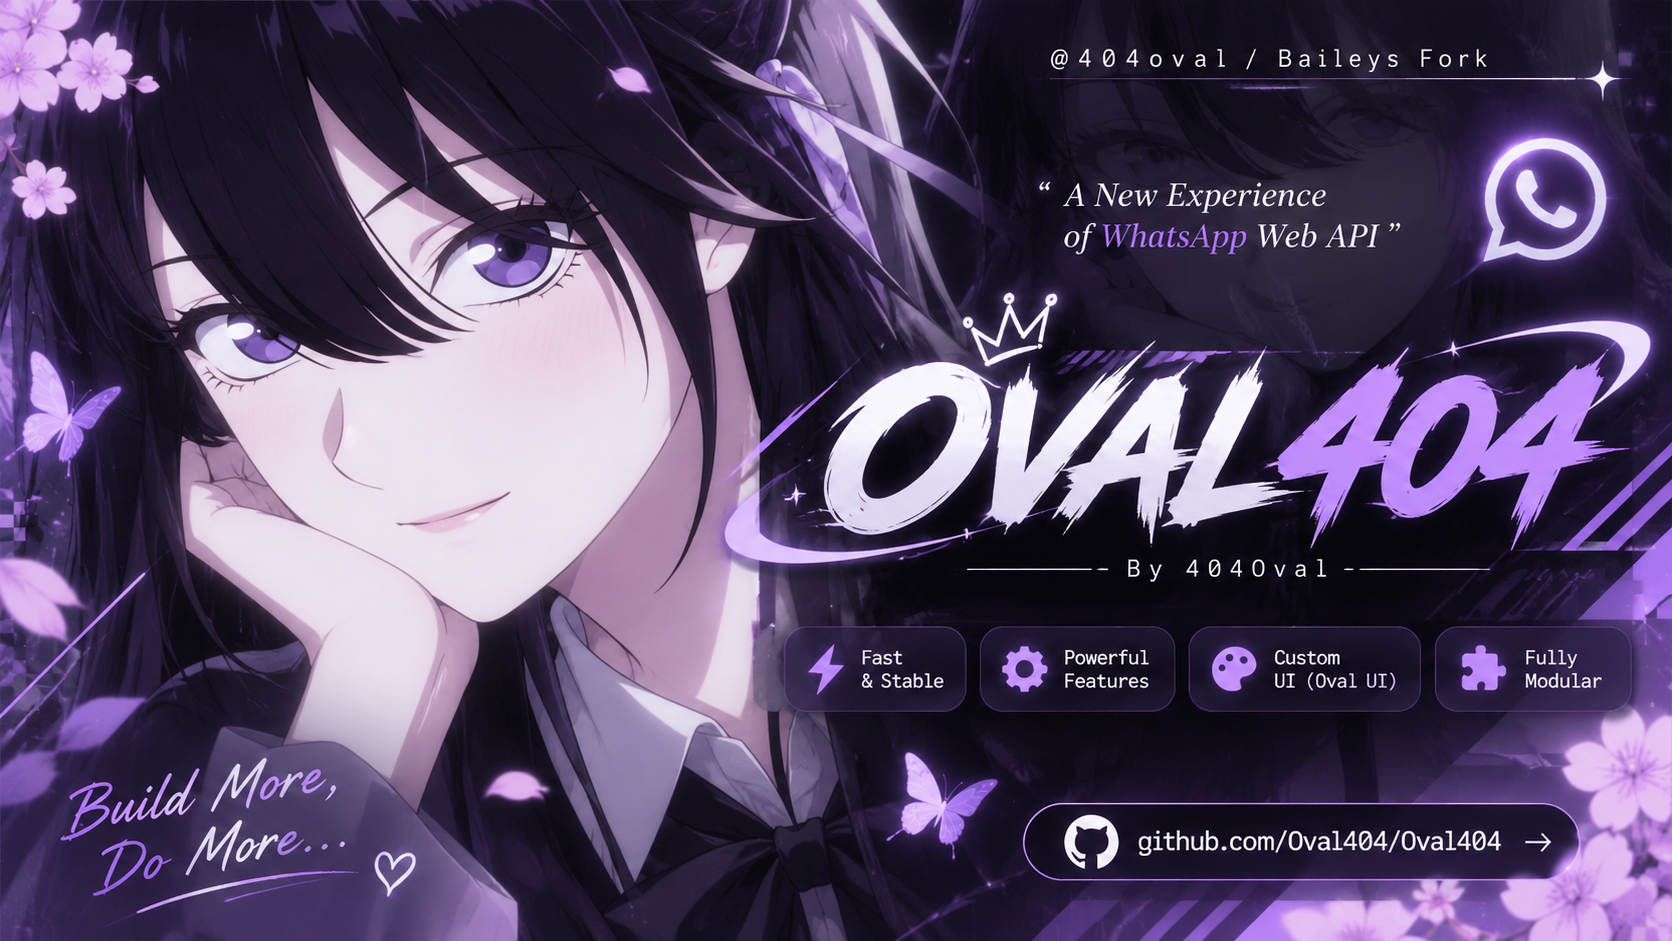 @404oval / Baileys Fork
“ A New Experience
of WhatsApp Web API ”
OVAL404
By 404Oval
Fast
& Stable
Powerful
Features
Custom
UI (Oval UI)
Fully
Modular
Build More,
Do More...
github.com/Oval404/Oval404 →